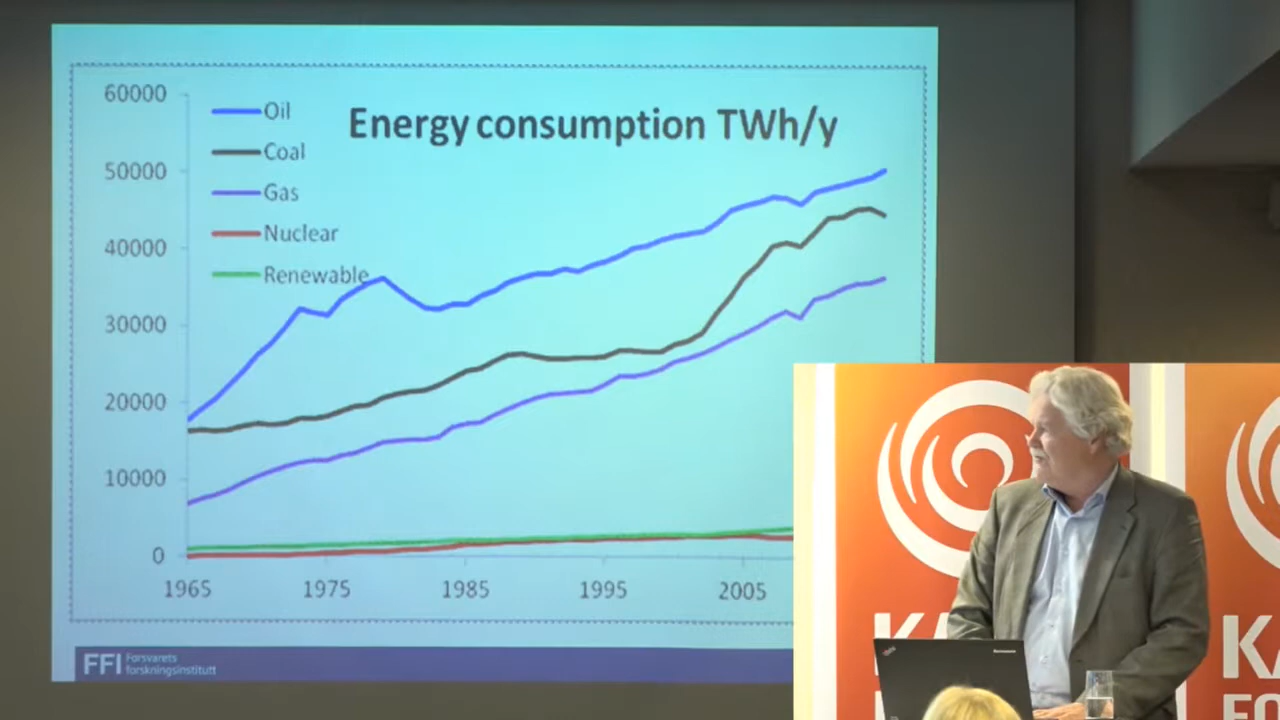 Energy consumption TWh/y
60000
50000
40000
30000
20000
10000
0
Oil
Coal
Gas
Nuclear
Renewable
1965 1975 1985 1995 2005
FFI Forsvarets
forskningsinstitutt